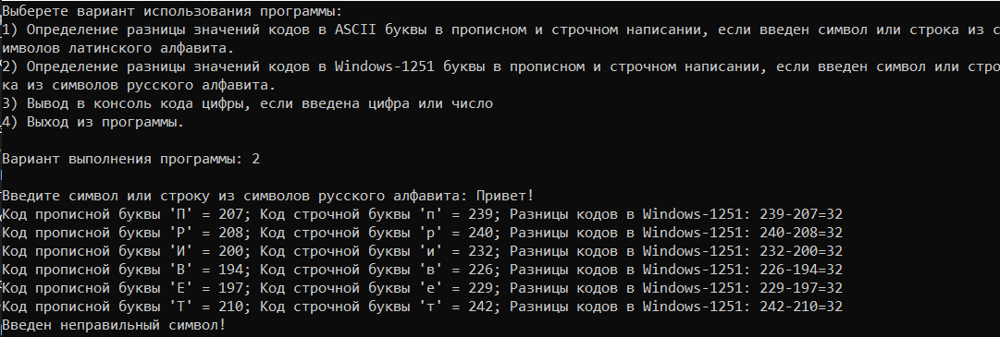 Выберете вариант использования программы:
1) Определение разницы значений кодов в ASCII буквы в прописном и строчном написании, если введен символ или строка из с
имволов латинского алфавита.
2) Определение разницы значений кодов в Windows-1251 буквы в прописном и строчном написании, если введен символ или стро
ка из символов русского алфавита.
3) Вывод в консоль кода цифры, если введена цифра или число
4) Выход из программы.
Вариант выполнения программы: 2
Введите символ или строку из символов русского алфавита: Привет!
Код прописной буквы 'П' = 207; Код строчной буквы 'п' = 239; Разницы кодов в Windows-1251: 239-207=32
Код прописной буквы 'Р' = 208; Код строчной буквы 'р' = 240; Разницы кодов в Windows-1251: 240-208=32
Код прописной буквы 'И' = 200; Код строчной буквы 'и' = 232; Разницы кодов в Windows-1251: 232-200=32
Код прописной буквы 'В' = 194; Код строчной буквы 'в' = 226; Разницы кодов в Windows-1251: 226-194=32
Код прописной буквы 'Е' = 197; Код строчной буквы 'е' = 229; Разницы кодов в Windows-1251: 229-197=32
Код прописной буквы 'Т' = 210; Код строчной буквы 'т' = 242; Разницы кодов в Windows-1251: 242-210=32
Введен неправильный символ!